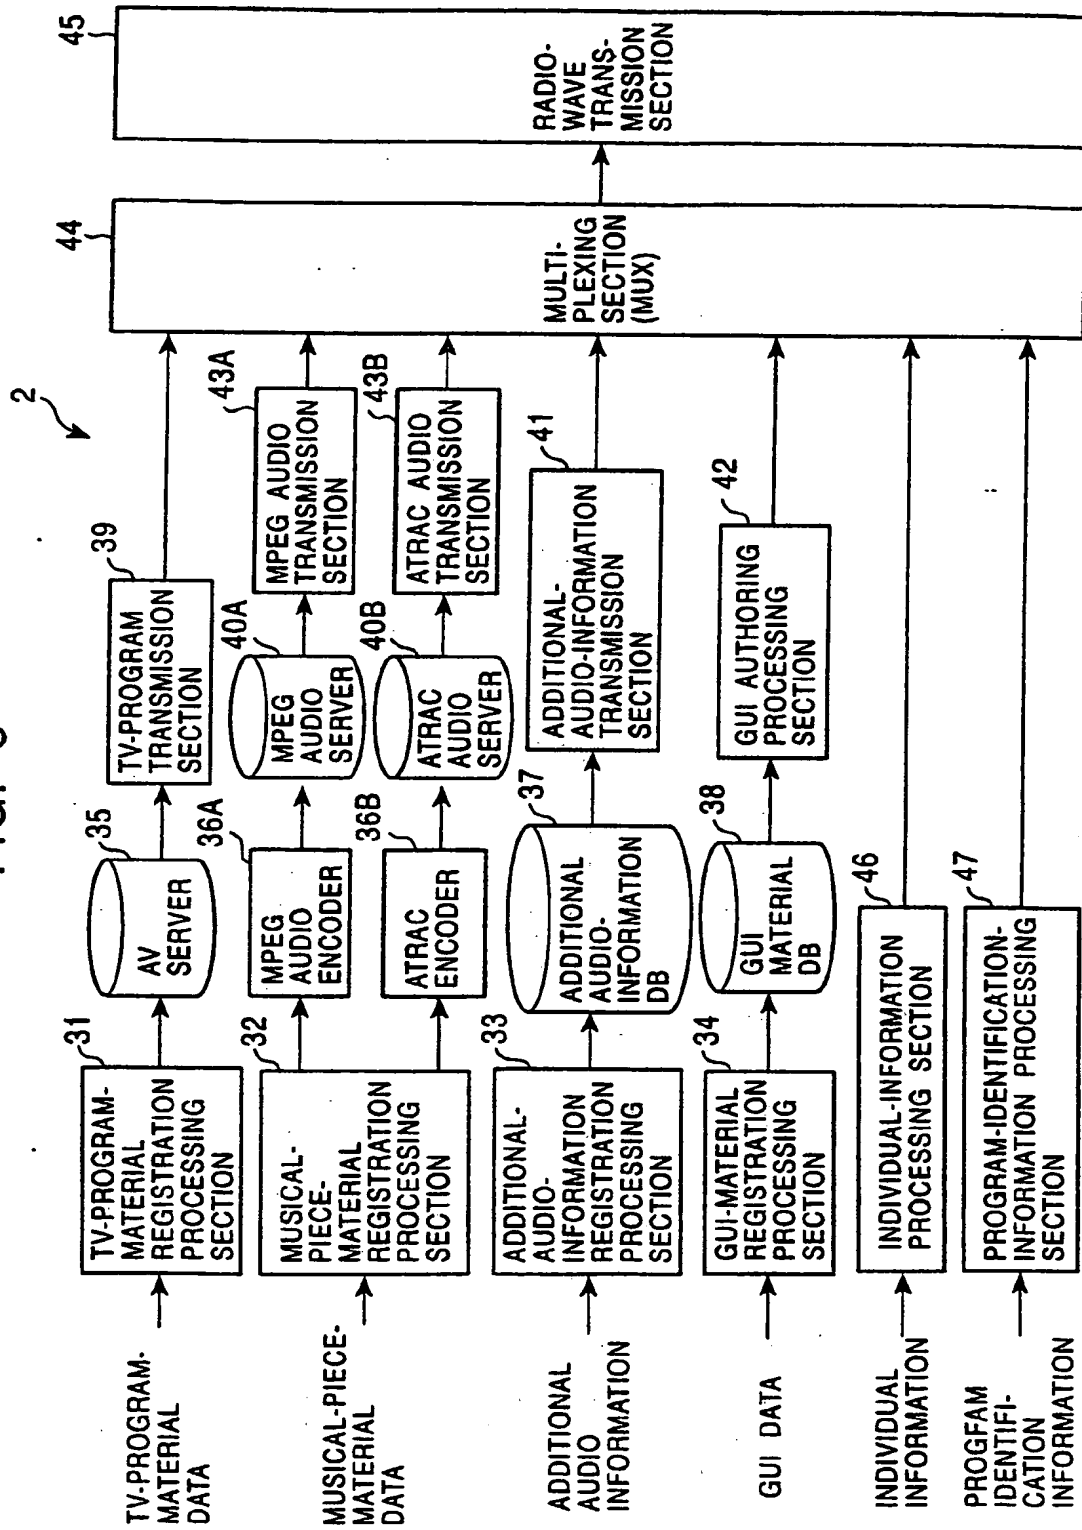 2
TV-PROGRAM-
MATERIAL
DATA
31
TV-PROGRAM-
MATERIAL
REGISTRATION
PROCESSING
SECTION
35
AV
SERVER
39
TV-PROGRAM
TRANSMISSION
SECTION
MUSICAL-PIECE-
MATERIAL
DATA
32
MUSICAL-
PIECE-
MATERIAL
REGISTRATION
PROCESSING
SECTION
36A
MPEG
AUDIO
ENCODER
40A
MPEG
AUDIO
SERVER
43A
MPEG AUDIO
TRANSMISSION
SECTION
36B
ATRAC
ENCODER
40B
ATRAC
AUDIO
SERVER
43B
ATRAC AUDIO
TRANSMISSION
SECTION
ADDITIONAL
AUDIO
INFORMATION
33
ADDITIONAL-
AUDIO-
INFORMATION
REGISTRATION
PROCESSING
SECTION
37
ADDITIONAL
AUDIO-
INFORMATION
DB
41
ADDITIONAL-
AUDIO-INFORMATION
TRANSMISSION
SECTION
GUI DATA
34
GUI-MATERIAL
REGISTRATION
PROCESSING
SECTION
38
GUI
MATERIAL
DB
42
GUI AUTHORING
PROCESSING
SECTION
INDIVIDUAL
INFORMATION
46
INDIVIDUAL-INFORMATION
PROCESSING SECTION
PROGFAM
IDENTIFI-
CATION
INFORMATION
47
PROGRAM-IDENTIFICATION-
INFORMATION PROCESSING
SECTION
44
MULTI-
PLEXING
SECTION
(MUX)
45
RADIO-
WAVE
TRANS-
MISSION
SECTION